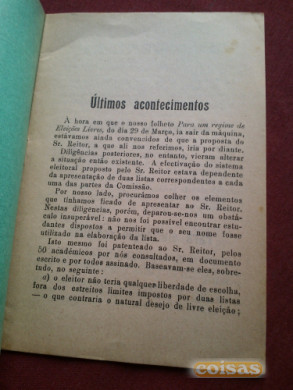 Últimos acontecimentos
À hora em que o nosso folheto Para um regime de
Eleição Livre, do dia 29 de Março, ia sair da máquina,
estávamos ainda convencidos de que a proposta do
Sr. Reitor, a que ali nos referimos, iria por diante.
Diligências posteriores, no entanto, vieram alterar
a situação então existente. A efectivação do sistema
eleitoral proposto pelo Sr. Reitor estava dependente
da apresentação de duas listas correspondentes a cada
uma das partes da Comissão.
Por nosso lado, procurámos colher os elementos
que tínhamos ficado de apresentar ao Sr. Reitor.
Nestas diligências, porém, deparou-se-nos um obstá-
culo insuperável: não nos foi possível encontrar estu-
dantes dispostos a permitir que o seu nome fosse
utilizado na elaboração da lista.
Isto mesmo foi patenteado ao Sr. Reitor, pelos
50 académicos por nós consultados, em documento
escrito e por todos assinado. Baseavam-se eles, sobre-
tudo, no seguinte:
a) o eleitor não teria qualquer liberdade de escolha,
fora dos estreitos limites impostos por duas listas
— o que contraria o natural desejo de livre eleição;
coisas